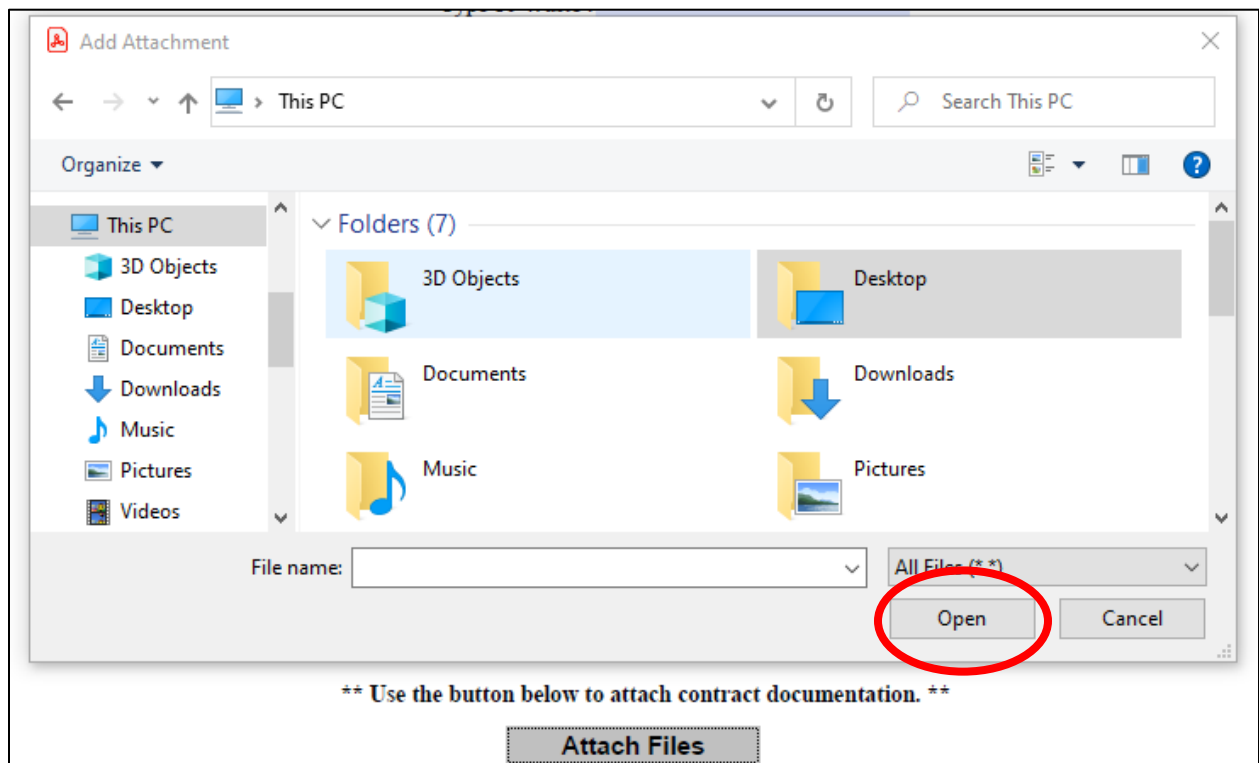 Add Attachment
This PC
Search This PC
Organize
This PC
3D Objects
Desktop
Documents
Downloads
Music
Pictures
Videos
Folders (7)
3D Objects
Desktop
Documents
Downloads
Music
Pictures
File name:
All Files (*.*)
Open
Cancel
** Use the button below to attach contract documentation. **
Attach Files